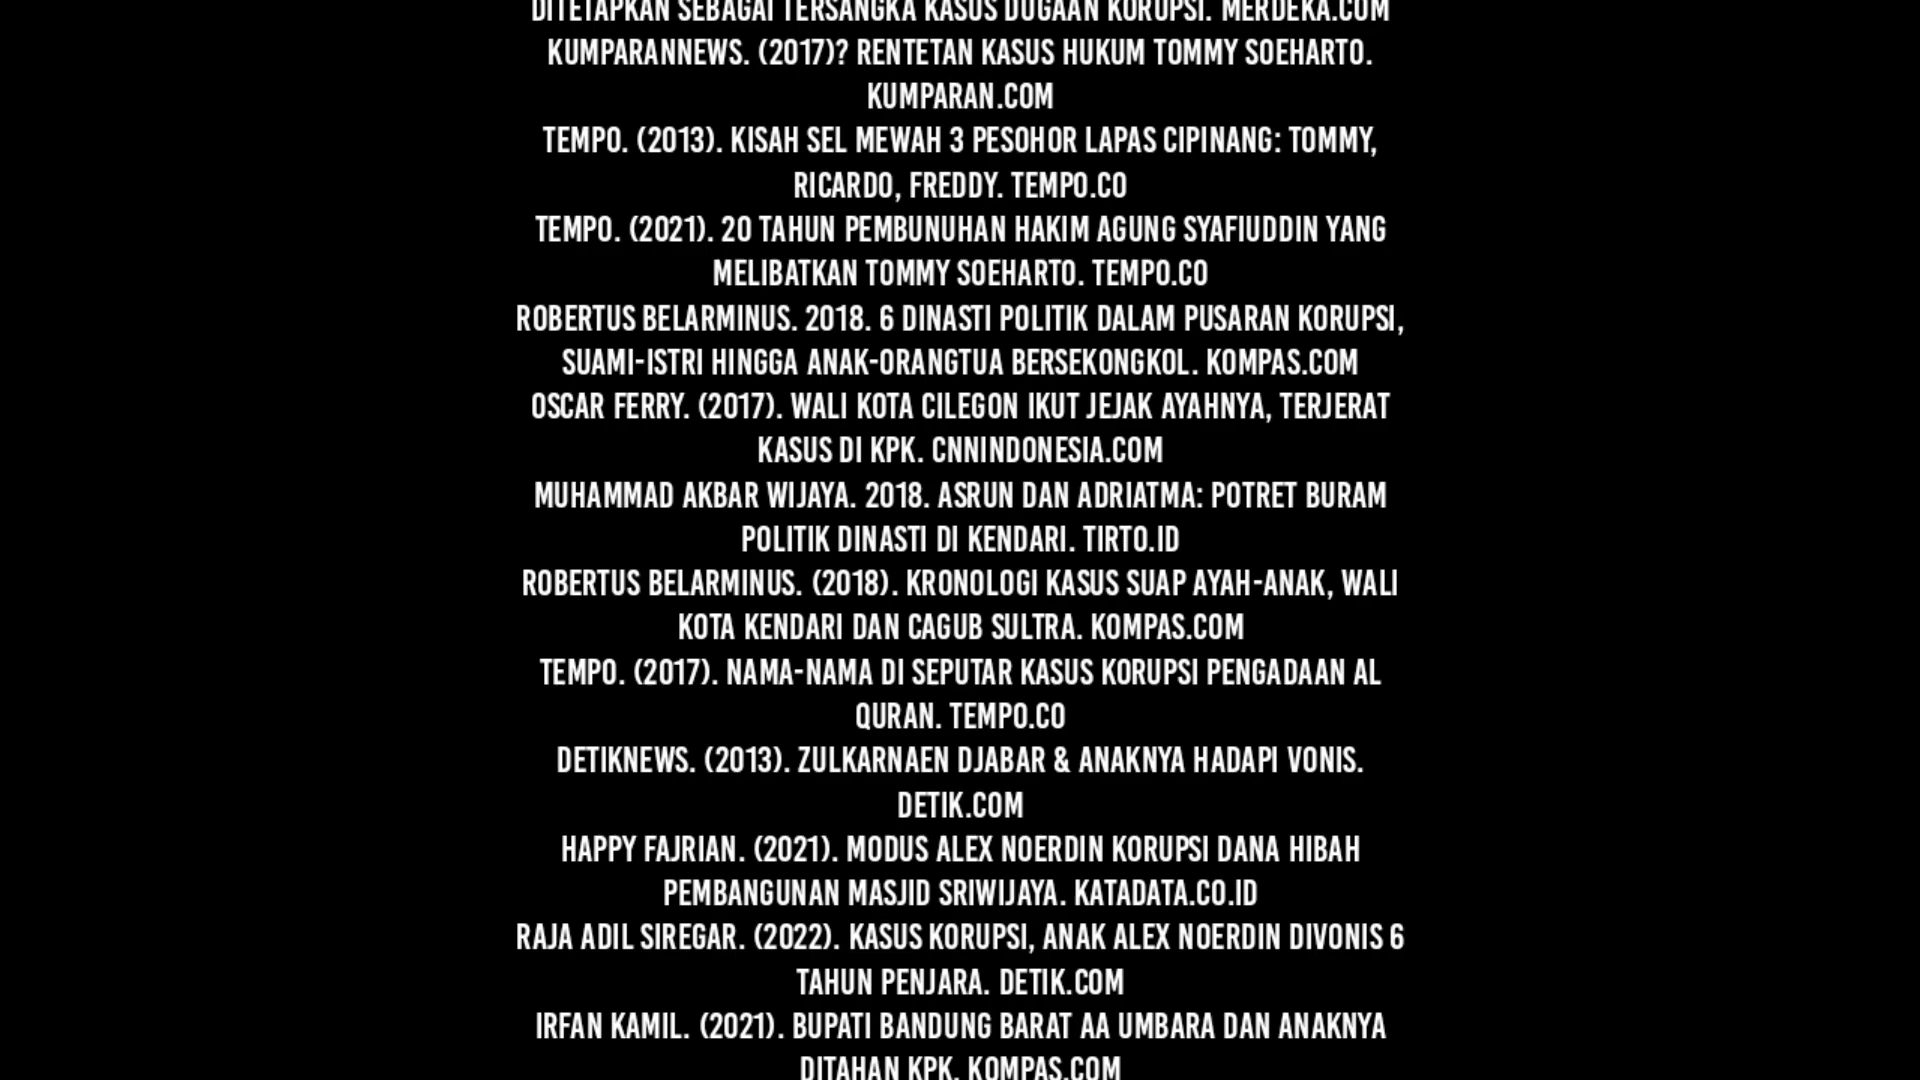 DITETAPKAN SEBAGAI TERSANGKA KASUS DUGAAN KORUPSI. MERDEKA.COM
KUMPARANNEWS. (2017)? RENTETAN KASUS HUKUM TOMMY SOEHARTO.
KUMPARAN.COM
TEMPO. (2013). KISAH SEL MEWAH 3 PESOHOR LAPAS CIPINANG: TOMMY,
RICARDO, FREDDY. TEMPO.CO
TEMPO. (2021). 20 TAHUN PEMBUNUHAN HAKIM AGUNG SYAFIUDDIN YANG
MELIBATKAN TOMMY SOEHARTO. TEMPO.CO
ROBERTUS BELARMINUS. 2018. 6 DINASTI POLITIK DALAM PUSARAN KORUPSI,
SUAMI-ISTRI HINGGA ANAK-ORANGTUA BERSEKONGKOL. KOMPAS.COM
OSCAR FERRY. (2017). WALI KOTA CILEGON IKUT JEJAK AYAHNYA, TERJERAT
KASUS DI KPK. CNNINDONESIA.COM
MUHAMMAD AKBAR WIJAYA. 2018. ASRUN DAN ADRIATMA: POTRET BURAM
POLITIK DINASTI DI KENDARI. TIRTO.ID
ROBERTUS BELARMINUS. (2018). KRONOLOGI KASUS SUAP AYAH-ANAK, WALI
KOTA KENDARI DAN CAGUB SULTRA. KOMPAS.COM
TEMPO. (2017). NAMA-NAMA DI SEPUTAR KASUS KORUPSI PENGADAAN AL
QURAN. TEMPO.CO
DETIKNEWS. (2013). ZULKARNAEN DJABAR & ANAKNYA HADAPI VONIS.
DETIK.COM
HAPPY FAJRIAN. (2021). MODUS ALEX NOERDIN KORUPSI DANA HIBAH
PEMBANGUNAN MASJID SRIWIJAYA. KATADATA.CO.ID
RAJA ADIL SIREGAR. (2022). KASUS KORUPSI, ANAK ALEX NOERDIN DIVONIS 6
TAHUN PENJARA. DETIK.COM
IRFAN KAMIL. (2021). BUPATI BANDUNG BARAT AA UMBARA DAN ANAKNYA
DITAHAN KPK. KOMPAS.COM